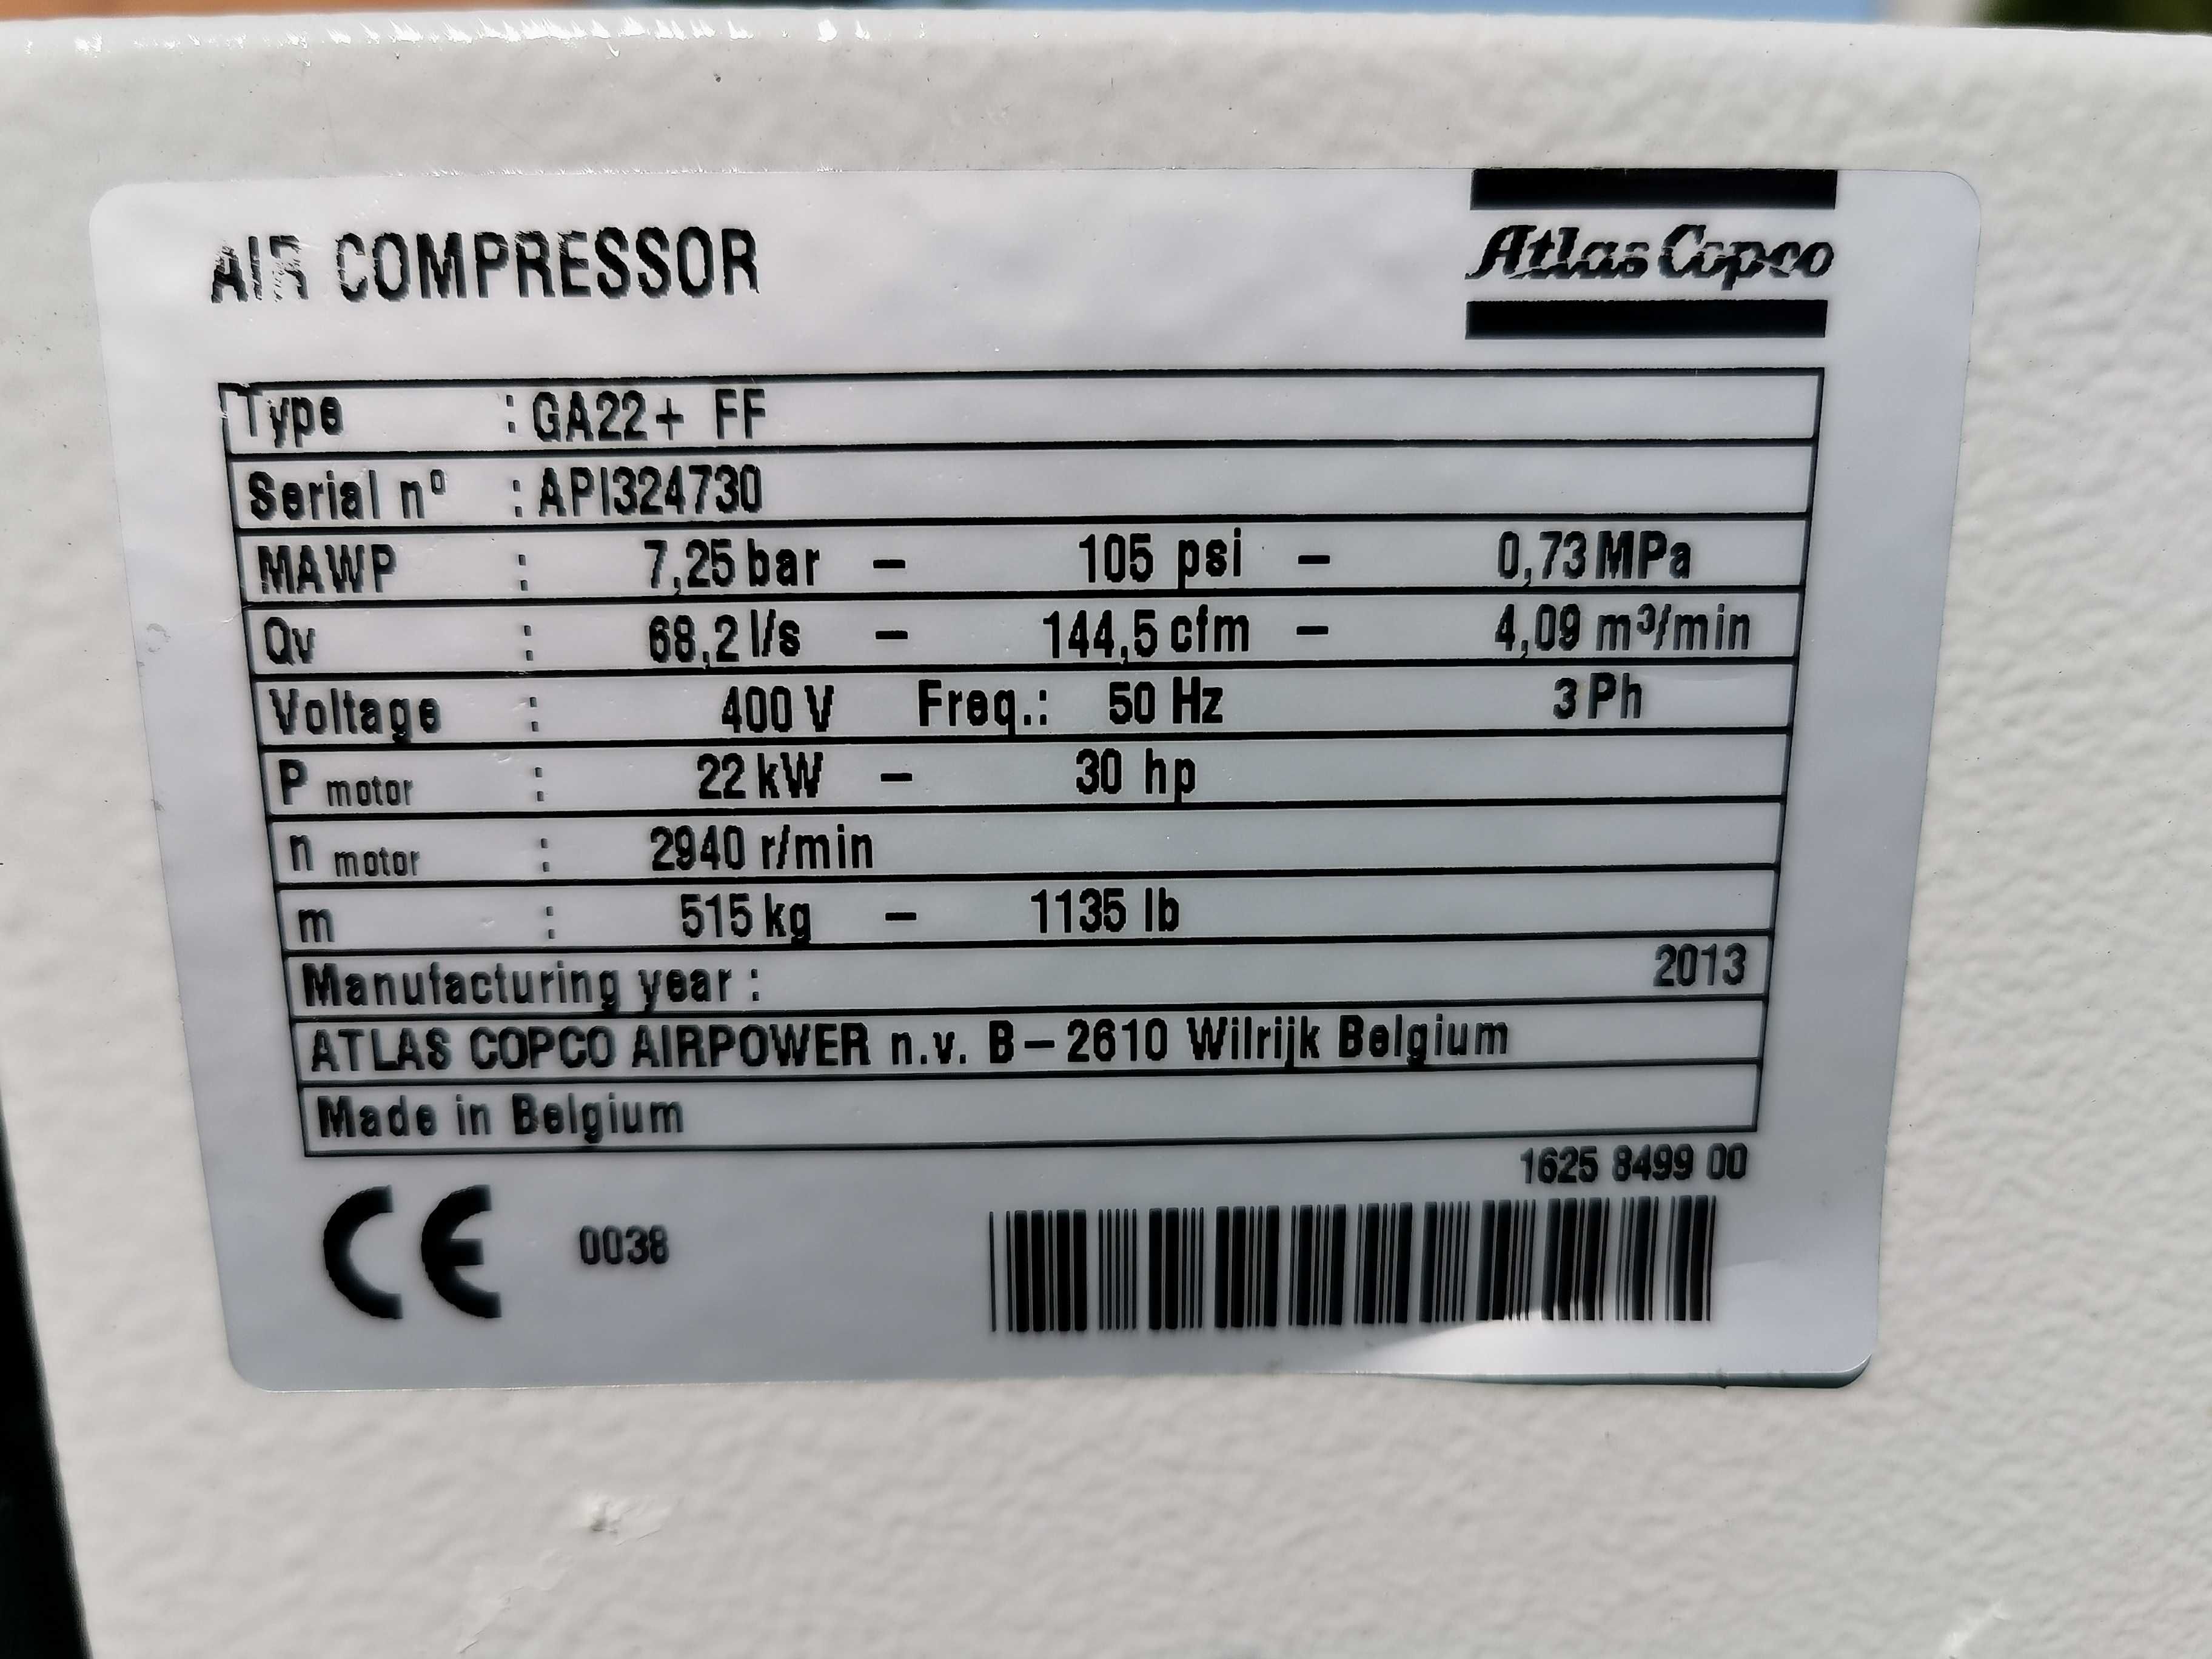 AIR COMPRESSOR
Atlas Copco
Type : GA22+ FF
Serial nº : API324730
MAWP : 7,25 bar – 105 psi – 0,73 MPa
Qv : 68,2 l/s – 144,5 cfm – 4,09 m³/min
Voltage : 400 V Freq.: 50 Hz 3 Ph
P motor : 22 kW – 30 hp
n motor : 2940 r/min
m : 515 kg – 1135 lb
Manufacturing year : 2013
ATLAS COPCO AIRPOWER n.v. B–2610 Wilrijk Belgium
Made in Belgium
1625 8499 00
CE 0038